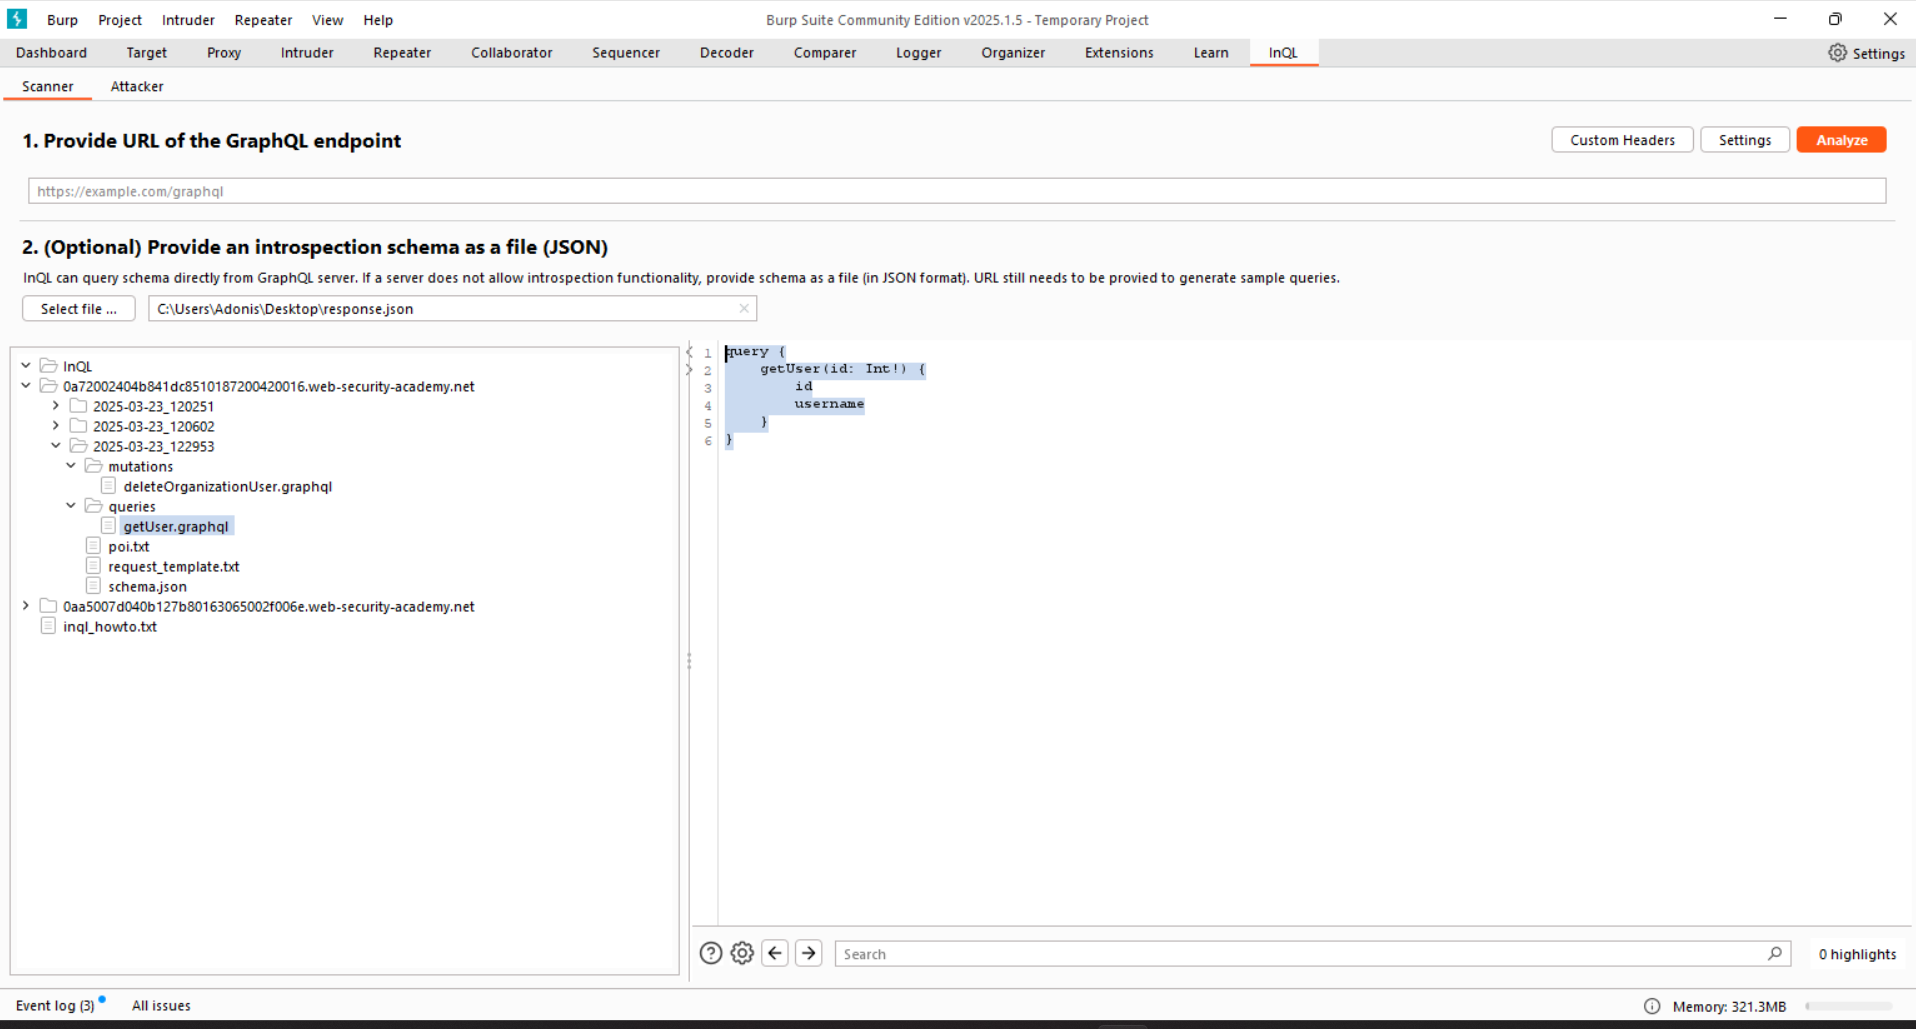 Burp Project Intruder Repeater View Help Burp Suite Community Edition v2025.1.5 - Temporary Project
Dashboard Target Proxy Intruder Repeater Collaborator Sequencer Decoder Comparer Logger Organizer Extensions Learn InQL Settings
Scanner Attacker
1. Provide URL of the GraphQL endpoint
Custom Headers Settings Analyze
https://example.com/graphql
2. (Optional) Provide an introspection schema as a file (JSON)
InQL can query schema directly from GraphQL server. If a server does not allow introspection functionality, provide schema as a file (in JSON format). URL still needs to be provied to generate sample queries.
Select file ... C:\Users\Adonis\Desktop\response.json
InQL
0a72002404b841dc8510187200420016.web-security-academy.net
2025-03-23_120251
2025-03-23_120602
2025-03-23_122953
mutations
deleteOrganizationUser.graphql
queries
getUser.graphql
poi.txt
request_template.txt
schema.json
0aa5007d040b127b80163065002f006e.web-security-academy.net
inql_howto.txt
1 query {
2 getUser(id: Int!) {
3 id
4 username
5 }
6 }
Search 0 highlights
Event log (3) All issues Memory: 321.3MB